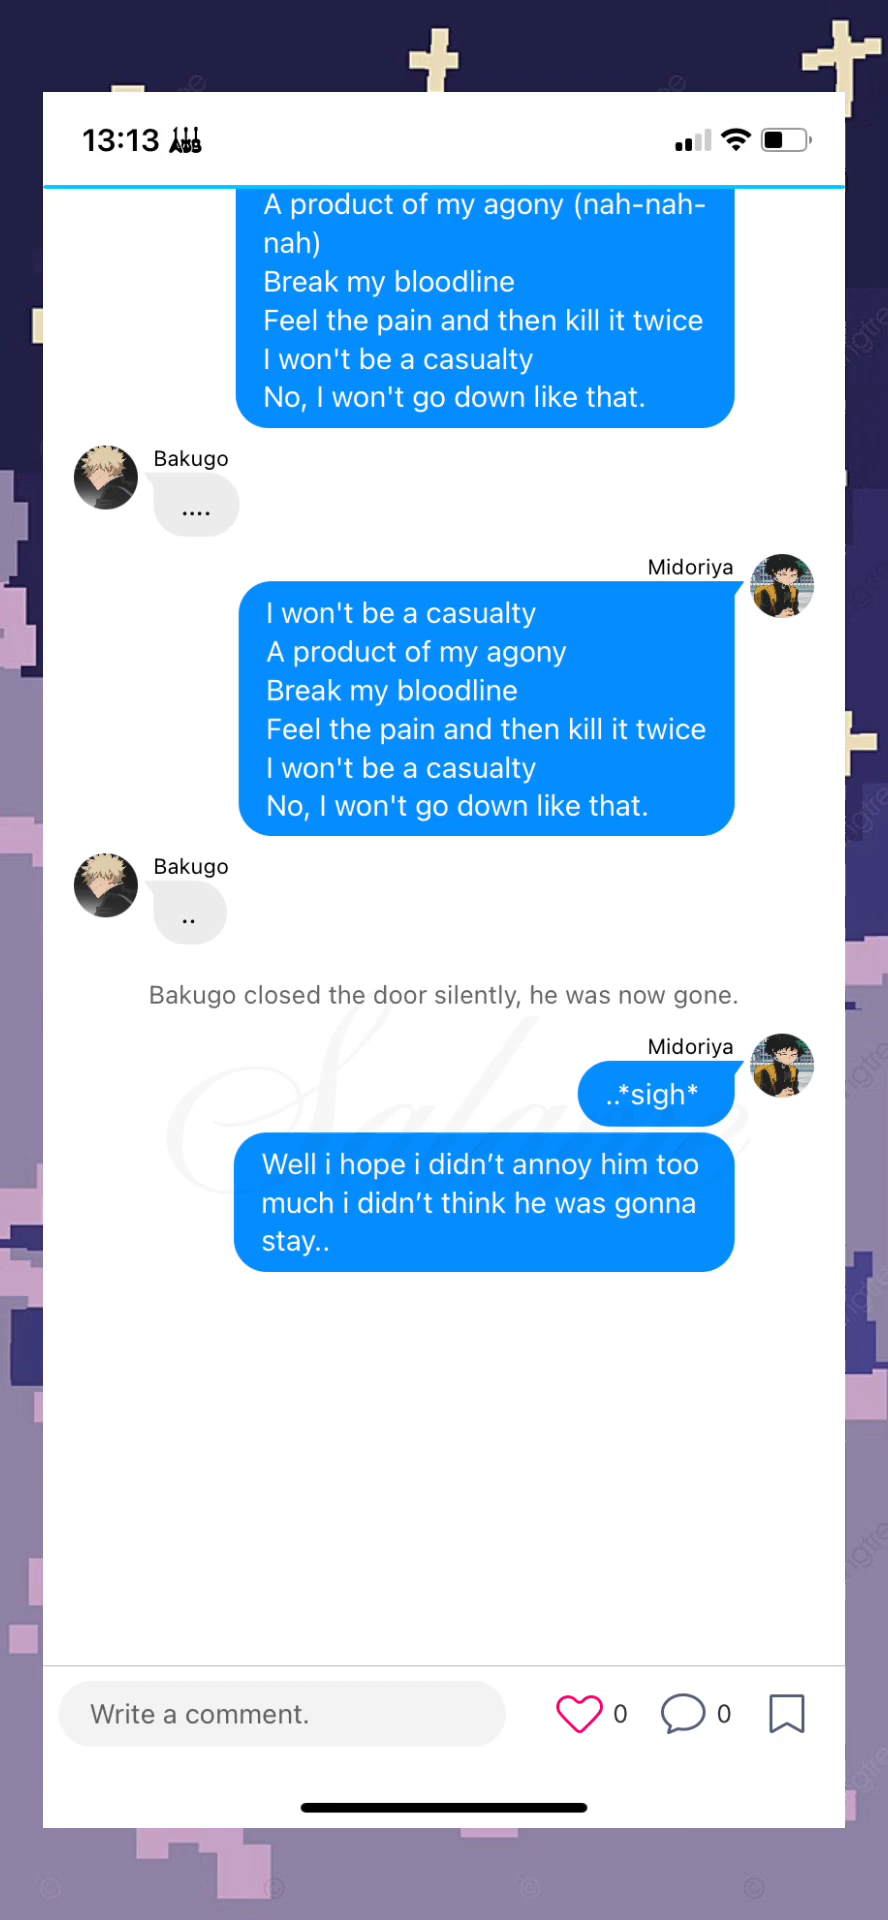 13:13
A product of my agony (nah-nah-
nah)
Break my bloodline
Feel the pain and then kill it twice
I won't be a casualty
No, I won't go down like that.
Bakugo
....
Midoriya
I won't be a casualty
A product of my agony
Break my bloodline
Feel the pain and then kill it twice
I won't be a casualty
No, I won't go down like that.
Bakugo
..
Bakugo closed the door silently, he was now gone.
Midoriya
..*sigh*
Well i hope i didn’t annoy him too
much i didn’t think he was gonna
stay..
Write a comment.
0
0